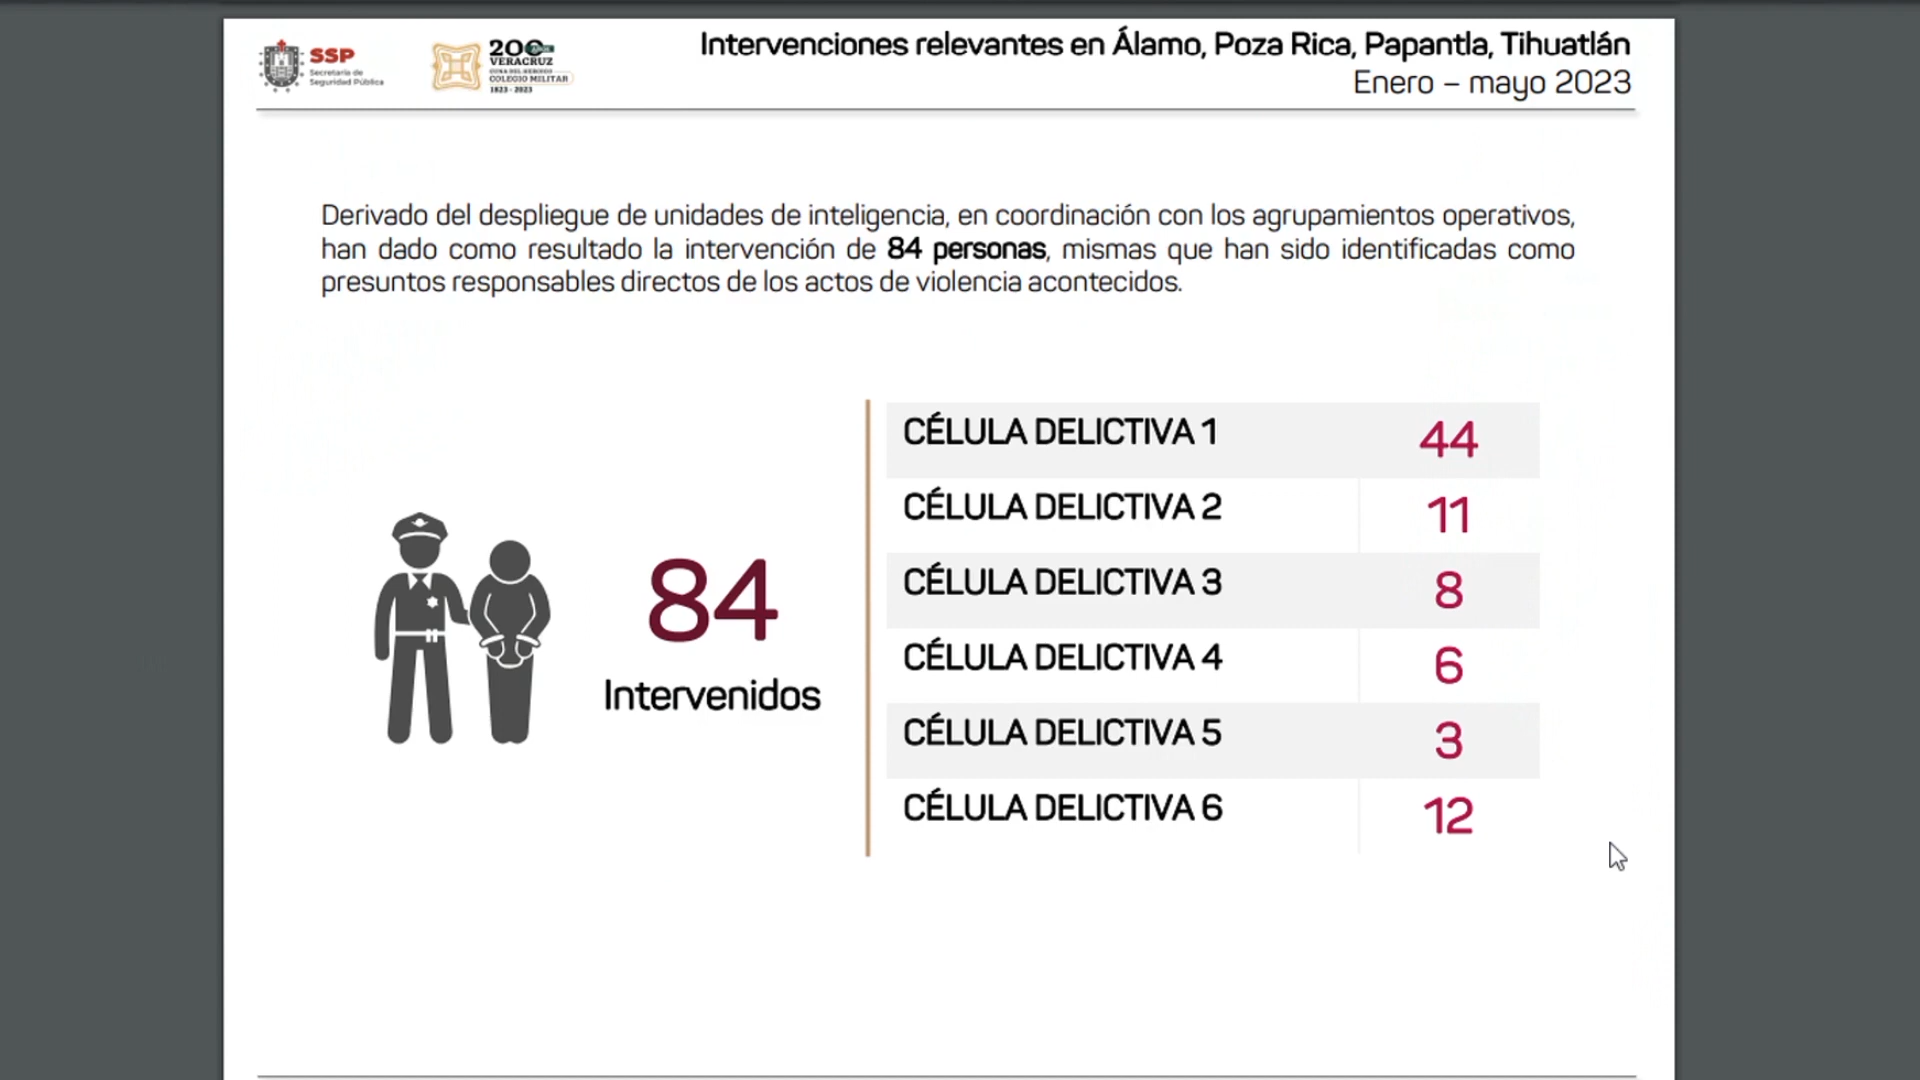 SSP
Secretaría de
Seguridad Pública
200 AÑOS
VERACRUZ
CUNA DEL HEROICO
COLEGIO MILITAR
1823 - 2023
Intervenciones relevantes en Álamo, Poza Rica, Papantla, Tihuatlán
Enero – mayo 2023
Derivado del despliegue de unidades de inteligencia, en coordinación con los agrupamientos operativos,
han dado como resultado la intervención de 84 personas, mismas que han sido identificadas como
presuntos responsables directos de los actos de violencia acontecidos.
84
Intervenidos
CÉLULA DELICTIVA 1 44
CÉLULA DELICTIVA 2 11
CÉLULA DELICTIVA 3 8
CÉLULA DELICTIVA 4 6
CÉLULA DELICTIVA 5 3
CÉLULA DELICTIVA 6 12